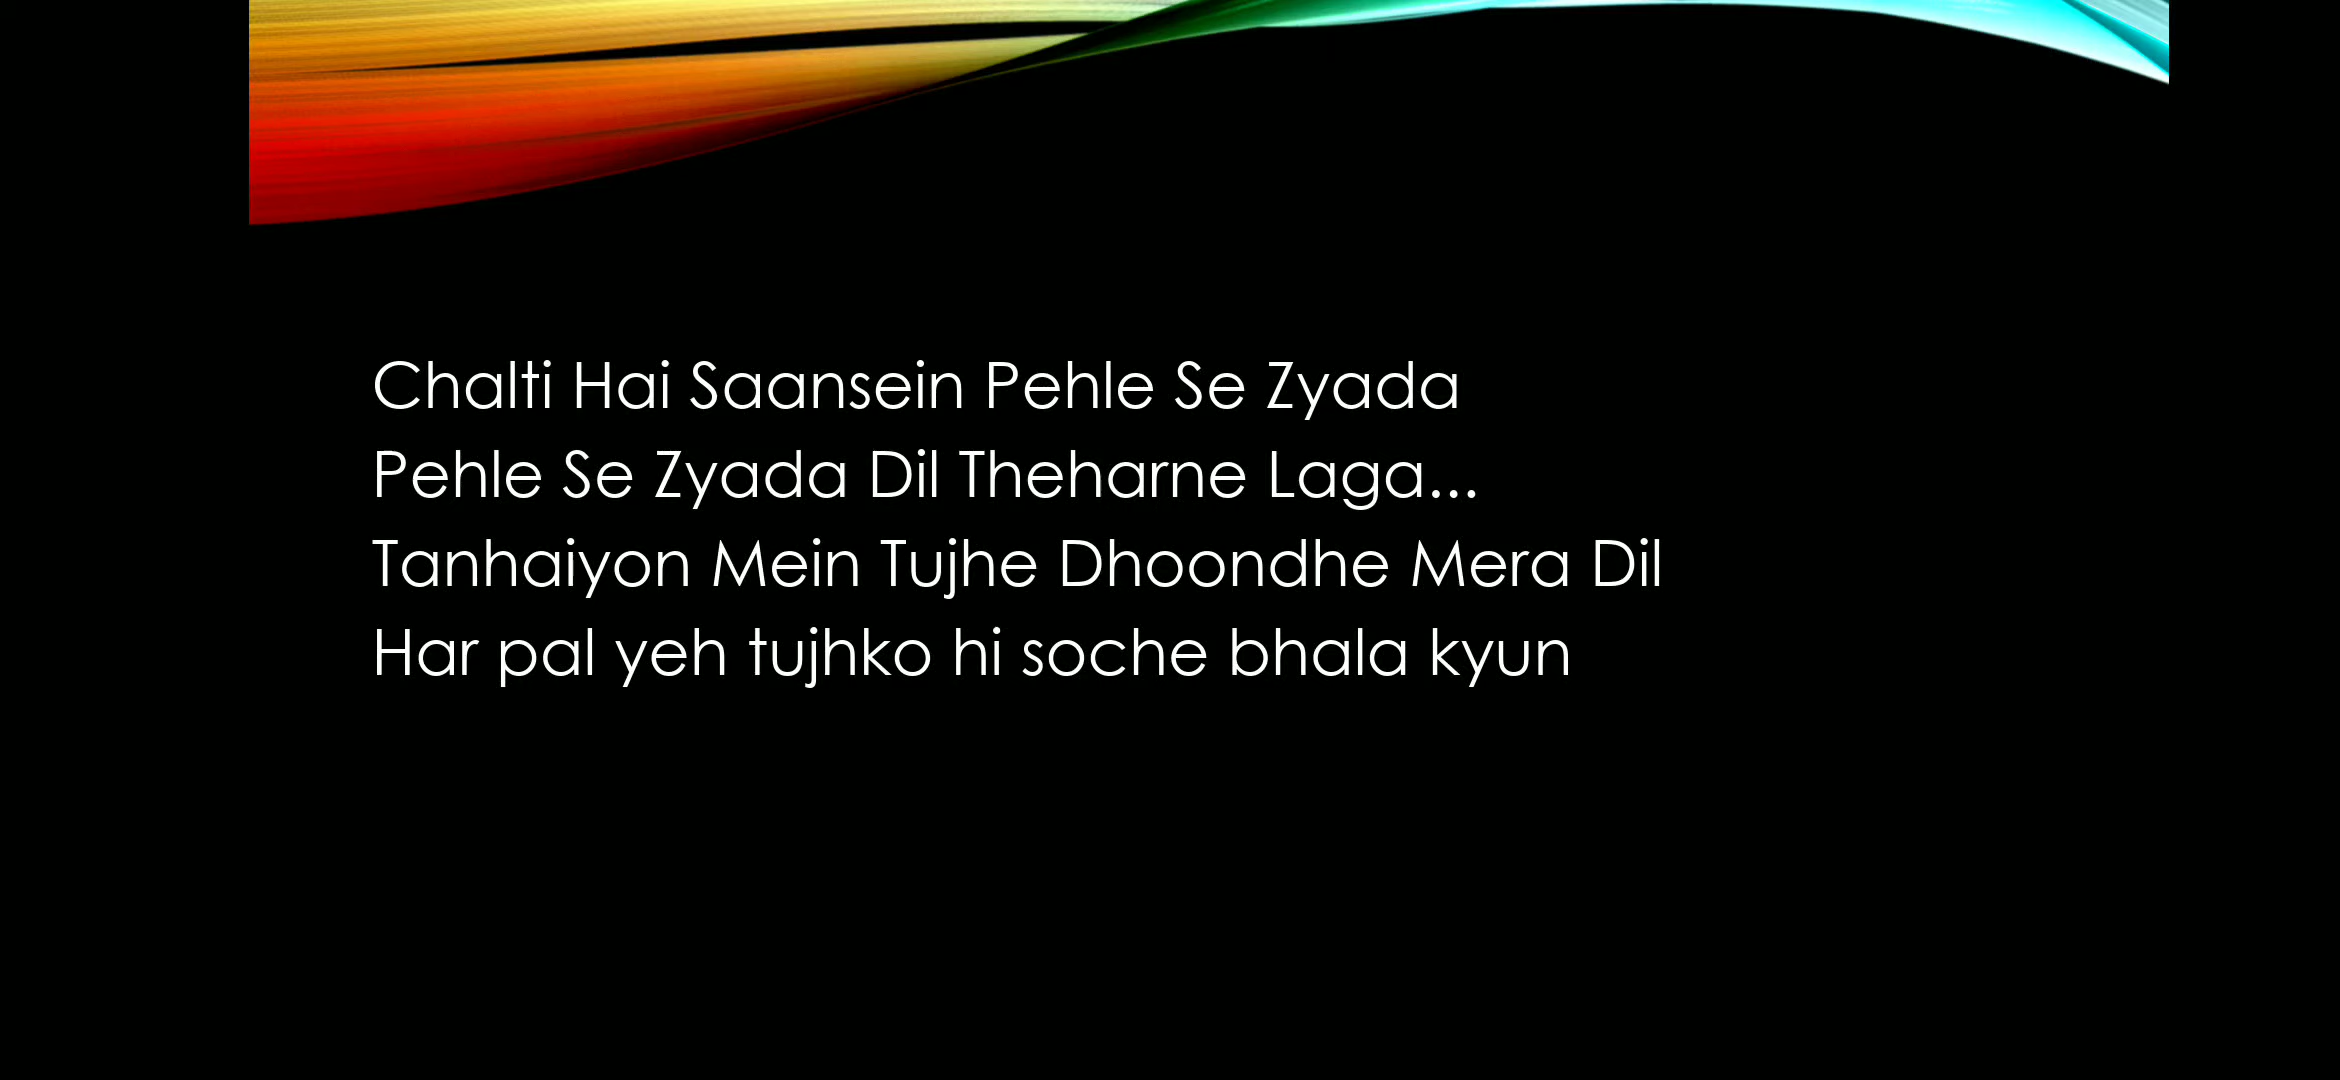 Chalti Hai Saansein Pehle Se Zyada
Pehle Se Zyada Dil Theharne Laga...
Tanhaiyon Mein Tujhe Dhoondhe Mera Dil
Har pal yeh tujhko hi soche bhala kyun